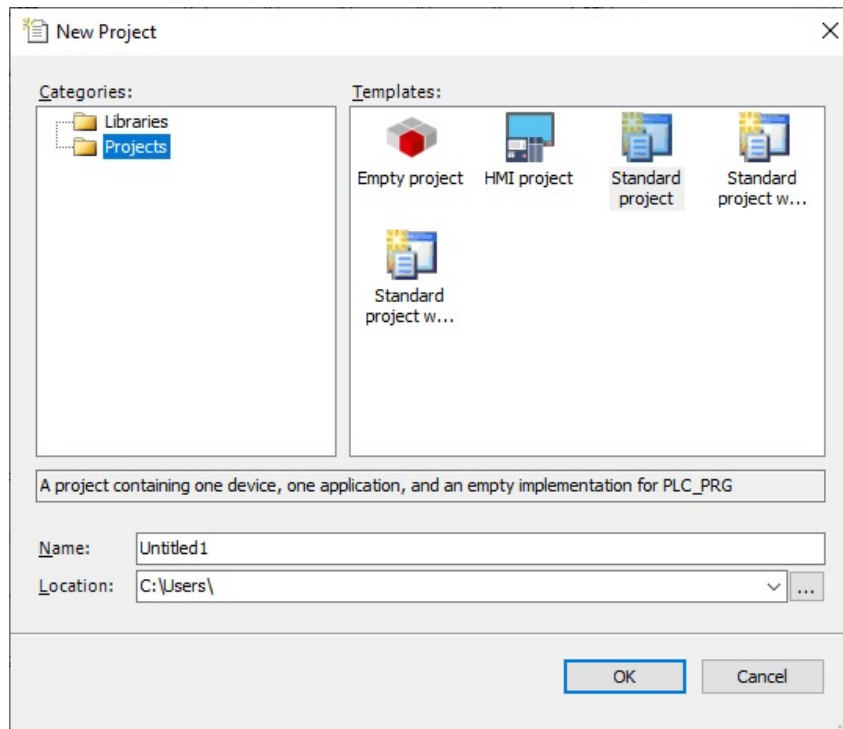 New Project
Categories:
Templates:
Libraries
Projects
Empty project
HMI project
Standard
project
Standard
project w...
Standard
project w...
A project containing one device, one application, and an empty implementation for PLC_PRG
Name:
Untitled1
Location:
C:\Users\
...
OK
Cancel